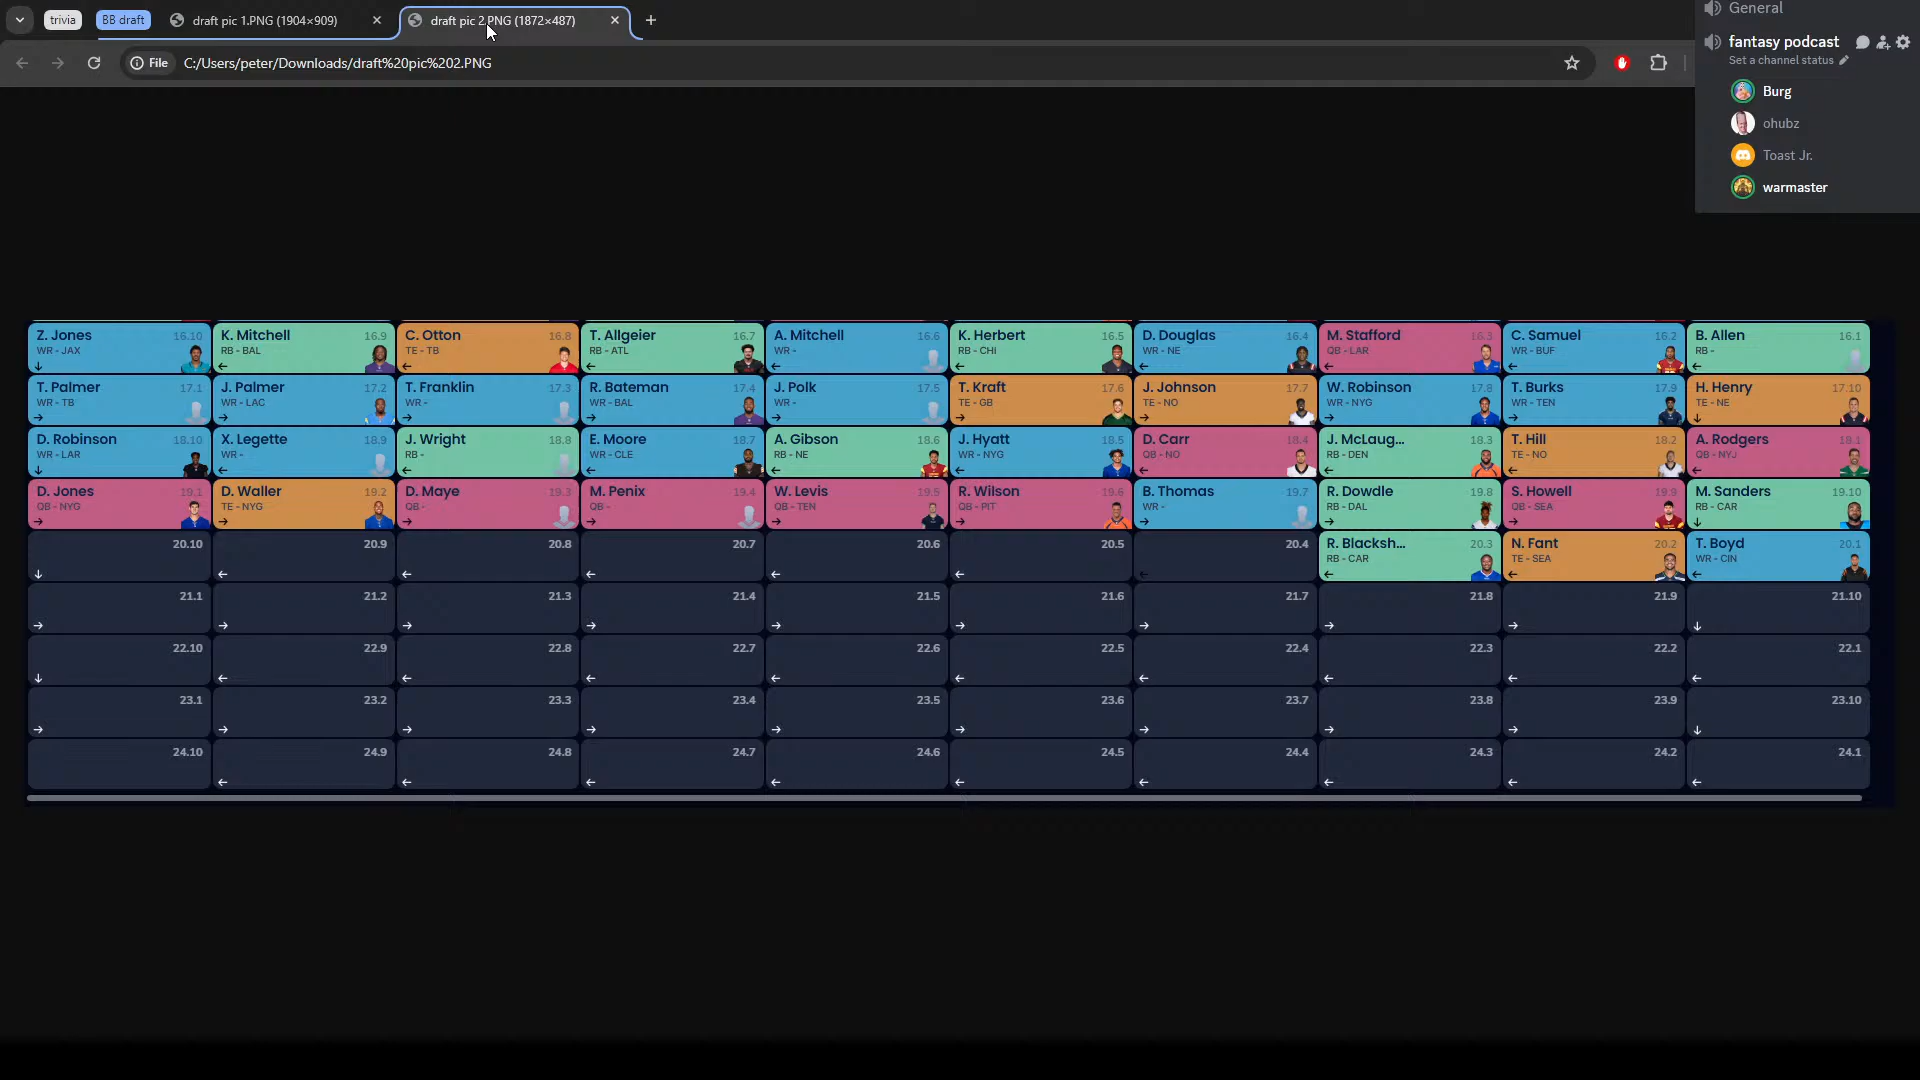 trivia
BB draft
draft pic 1.PNG (1904×909)
draft pic 2.PNG (1872×487)
File
C:/Users/peter/Downloads/draft%20pic%202.PNG
General
fantasy podcast
Set a channel status
Burg
ohubz
Toast Jr.
warmaster
Z. Jones 16.10 K. Mitchell 16.9 C. Otton 16.8 T. Allgeier 16.7 A. Mitchell 16.6 K. Herbert 16.5 D. Douglas 16.4 M. Stafford 16.3 C. Samuel 16.2 B. Allen 16.1
WR - JAX RB - BAL TE - TB RB - ATL WR - RB - CHI WR - NE QB - LAR WR - BUF RB -
T. Palmer 17.1 J. Palmer 17.2 T. Franklin 17.3 R. Bateman 17.4 J. Polk 17.5 T. Kraft 17.6 J. Johnson 17.7 W. Robinson 17.8 T. Burks 17.9 H. Henry 17.10
WR - TB WR - LAC WR - WR - BAL WR - TE - GB TE - NO WR - NYG WR - TEN TE - NE
D. Robinson 18.10 X. Legette 18.9 J. Wright 18.8 E. Moore 18.7 A. Gibson 18.6 J. Hyatt 18.5 D. Carr 18.4 J. McLaug... 18.3 T. Hill 18.2 A. Rodgers 18.1
WR - LAR WR - RB - WR - CLE RB - NE WR - NYG QB - NO RB - DEN TE - NO QB - NYJ
D. Jones 19.1 D. Waller 19.2 D. Maye 19.3 M. Penix 19.4 W. Levis 19.5 R. Wilson 19.6 B. Thomas 19.7 R. Dowdle 19.8 S. Howell 19.9 M. Sanders 19.10
QB - NYG TE - NYG QB - QB - QB - TEN QB - PIT WR - RB - DAL QB - SEA RB - CAR
20.10 20.9 20.8 20.7 20.6 20.5 20.4 R. Blacksh... 20.3 N. Fant 20.2 T. Boyd 20.1
RB - CAR TE - SEA WR - CIN
21.1 21.2 21.3 21.4 21.5 21.6 21.7 21.8 21.9 21.10
22.10 22.9 22.8 22.7 22.6 22.5 22.4 22.3 22.2 22.1
23.1 23.2 23.3 23.4 23.5 23.6 23.7 23.8 23.9 23.10
24.10 24.9 24.8 24.7 24.6 24.5 24.4 24.3 24.2 24.1